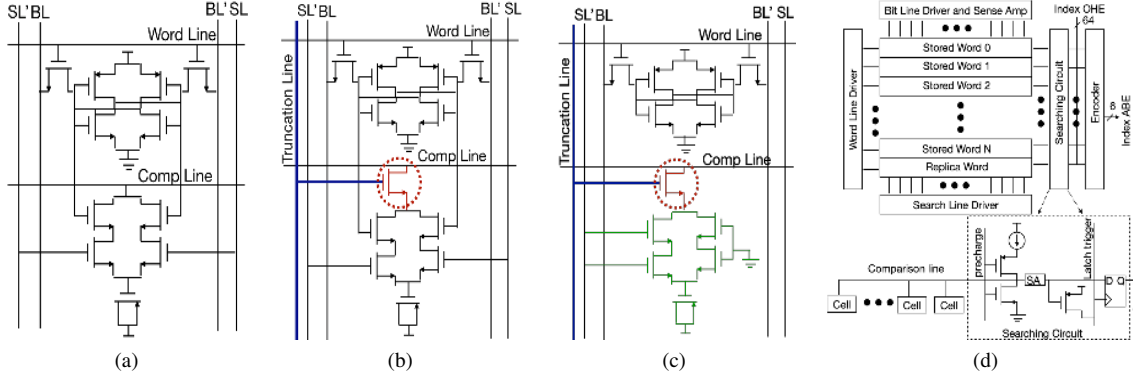 SL' BL
BL' SL
Word Line
Comp Line
(a)
SL' BL
BL' SL
Word Line
Truncation Line
Comp Line
(b)
SL' BL
BL' SL
Word Line
Truncation Line
Comp Line
(c)
Bit Line Driver and Sense Amp
Index OHE
64
Word Line Driver
Stored Word 0
Stored Word 1
Stored Word 2
Stored Word N
Replica Word
Search Line Driver
Searching Circuit
Encoder
8
Index ABE
precharge
Latch trigger
Comparison line
SA
D Q
Cell
Cell
Cell
Searching Circuit
(d)